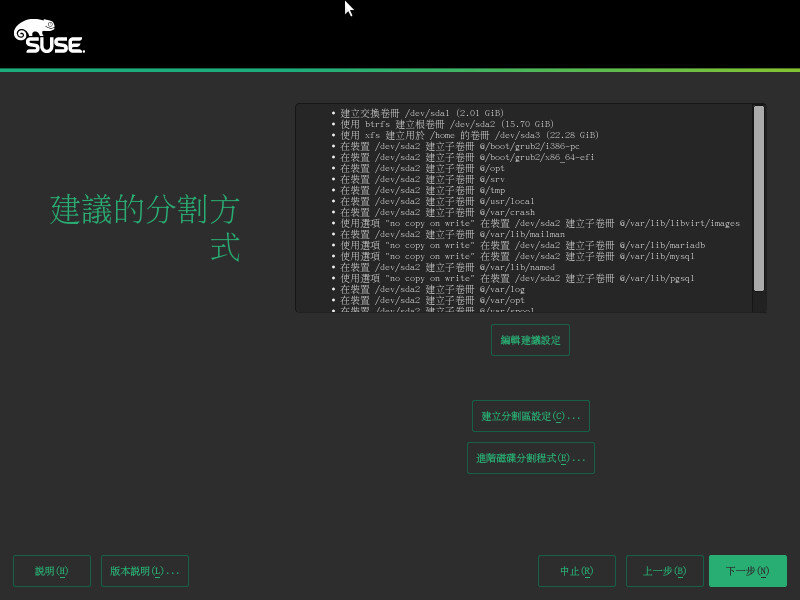 SUSE
建議的分割方
式
• 建立交換卷冊 /dev/sda1 (2.01 GiB)
• 使用 btrfs 建立根卷冊 /dev/sda2 (15.70 GiB)
• 使用 xfs 建立用於 /home 的卷冊 /dev/sda3 (22.28 GiB)
• 在裝置 /dev/sda2 建立子卷冊 @/boot/grub2/i386-pc
• 在裝置 /dev/sda2 建立子卷冊 @/boot/grub2/x86_64-efi
• 在裝置 /dev/sda2 建立子卷冊 @/opt
• 在裝置 /dev/sda2 建立子卷冊 @/srv
• 在裝置 /dev/sda2 建立子卷冊 @/tmp
• 在裝置 /dev/sda2 建立子卷冊 @/usr/local
• 在裝置 /dev/sda2 建立子卷冊 @/var/crash
• 使用選項 "no copy on write" 在裝置 /dev/sda2 建立子卷冊 @/var/lib/libvirt/images
• 在裝置 /dev/sda2 建立子卷冊 @/var/lib/mailman
• 使用選項 "no copy on write" 在裝置 /dev/sda2 建立子卷冊 @/var/lib/mariadb
• 使用選項 "no copy on write" 在裝置 /dev/sda2 建立子卷冊 @/var/lib/mysql
• 在裝置 /dev/sda2 建立子卷冊 @/var/lib/named
• 使用選項 "no copy on write" 在裝置 /dev/sda2 建立子卷冊 @/var/lib/pgsql
• 在裝置 /dev/sda2 建立子卷冊 @/var/log
• 在裝置 /dev/sda2 建立子卷冊 @/var/opt
• 在裝置 /dev/sda2 建立子卷冊 @/var/spool
編輯建議設定
建立分割區設定(C)...
進階磁碟分割程式(E)...
說明(H)
版本說明(L)...
中止(R)
上一步(B)
下一步(N)